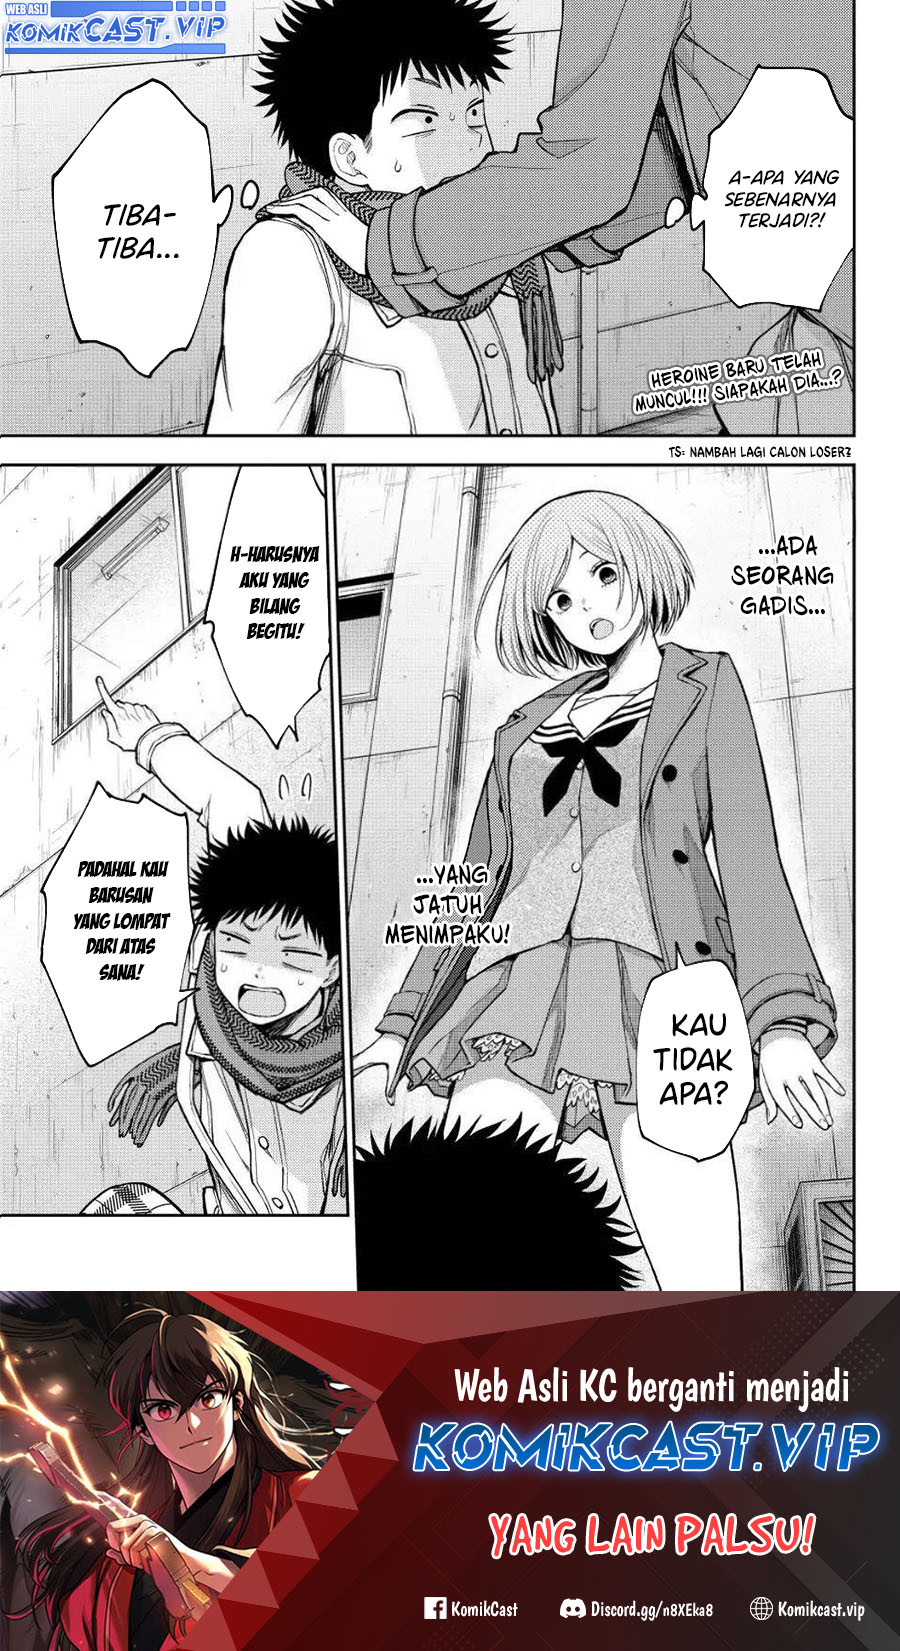 WEB ASLI
KOMIKCAST.VIP
A-APA YANG
SEBENARNYA
TERJADI?!
TIBA-
TIBA...
HEROINE BARU TELAH
MUNCUL!!! SIAPAKAH DIA...?
TS: NAMBAH LAGI CALON LOSER?
...ADA
SEORANG
GADIS...
...YANG
JATUH
MENIMPAKU!
KAU
TIDAK
APA?
H-HARUSNYA
AKU YANG
BILANG
BEGITU!
PADAHAL KAU
BARUSAN
YANG LOMPAT
DARI ATAS
SANA!
Web Asli KC berganti menjadi
KOMIKCAST.VIP
YANG LAIN PALSU!
KomikCast
Discord.gg/n8XEka8
Komikcast.vip